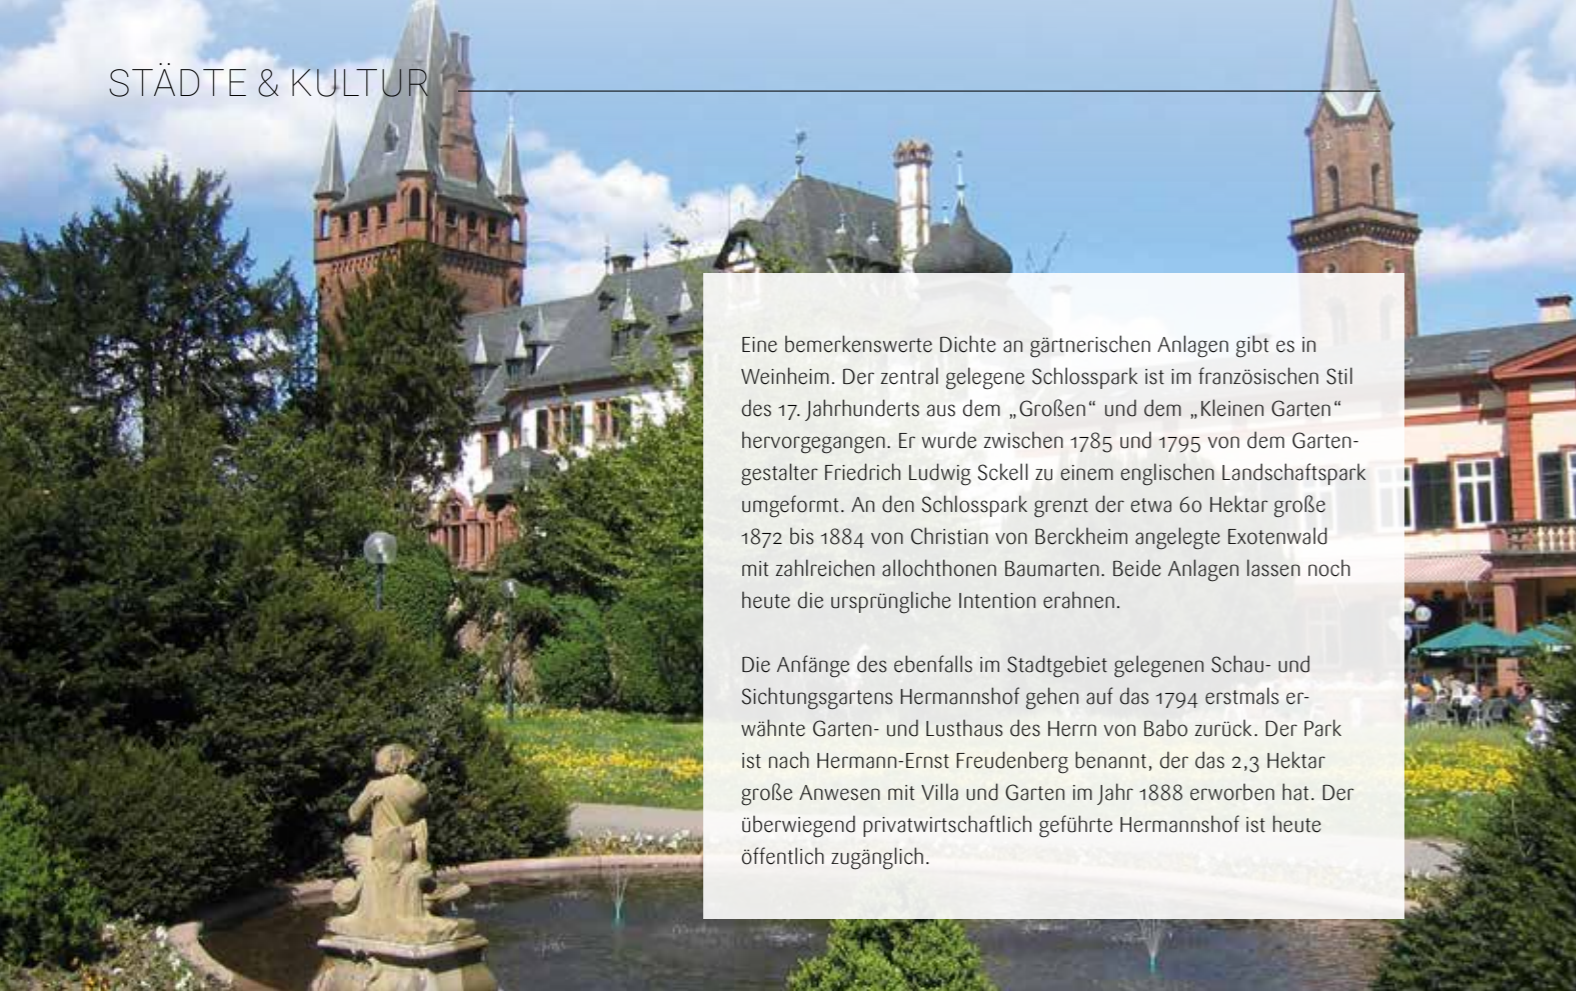 STÄDTE & KULTUR
Eine bemerkenswerte Dichte an gärtnerischen Anlagen gibt es in
Weinheim. Der zentral gelegene Schlosspark ist im französischen Stil
des 17. Jahrhunderts aus dem „Großen“ und dem „Kleinen Garten“
hervorgegangen. Er wurde zwischen 1785 und 1795 von dem Garten-
gestalter Friedrich Ludwig Sckell zu einem englischen Landschaftspark
umgeformt. An den Schlosspark grenzt der etwa 60 Hektar große
1872 bis 1884 von Christian von Berckheim angelegte Exotenwald
mit zahlreichen allochthonen Baumarten. Beide Anlagen lassen noch
heute die ursprüngliche Intention erahnen.
Die Anfänge des ebenfalls im Stadtgebiet gelegenen Schau- und
Sichtungsgartens Hermannshof gehen auf das 1794 erstmals er-
wähnte Garten- und Lusthaus des Herrn von Babo zurück. Der Park
ist nach Hermann-Ernst Freudenberg benannt, der das 2,3 Hektar
große Anwesen mit Villa und Garten im Jahr 1888 erworben hat. Der
überwiegend privatwirtschaftlich geführte Hermannshof ist heute
öffentlich zugänglich.